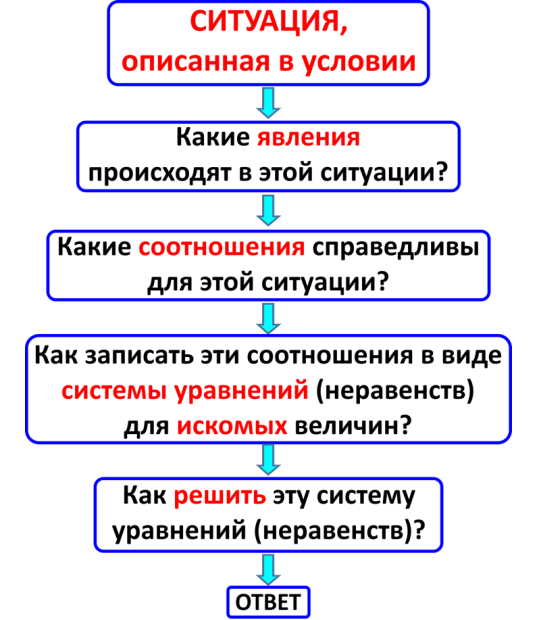 СИТУАЦИЯ,
описанная в условии
Какие явления
происходят в этой ситуации?
Какие соотношения справедливы
для этой ситуации?
Как записать эти соотношения в виде
системы уравнений (неравенств)
для искомых величин?
Как решить эту систему
уравнений (неравенств)?
ОТВЕТ